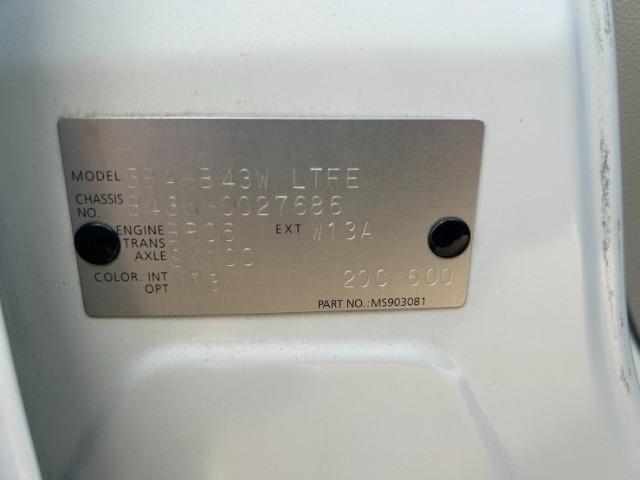 MODEL 5BA-B43W LTFE
CHASSIS NO. B43W-0027686
ENGINE BR06 EXT W13A
TRANS AXLE
COLOR. INT OPT 20C 600
PART NO.:MS903081